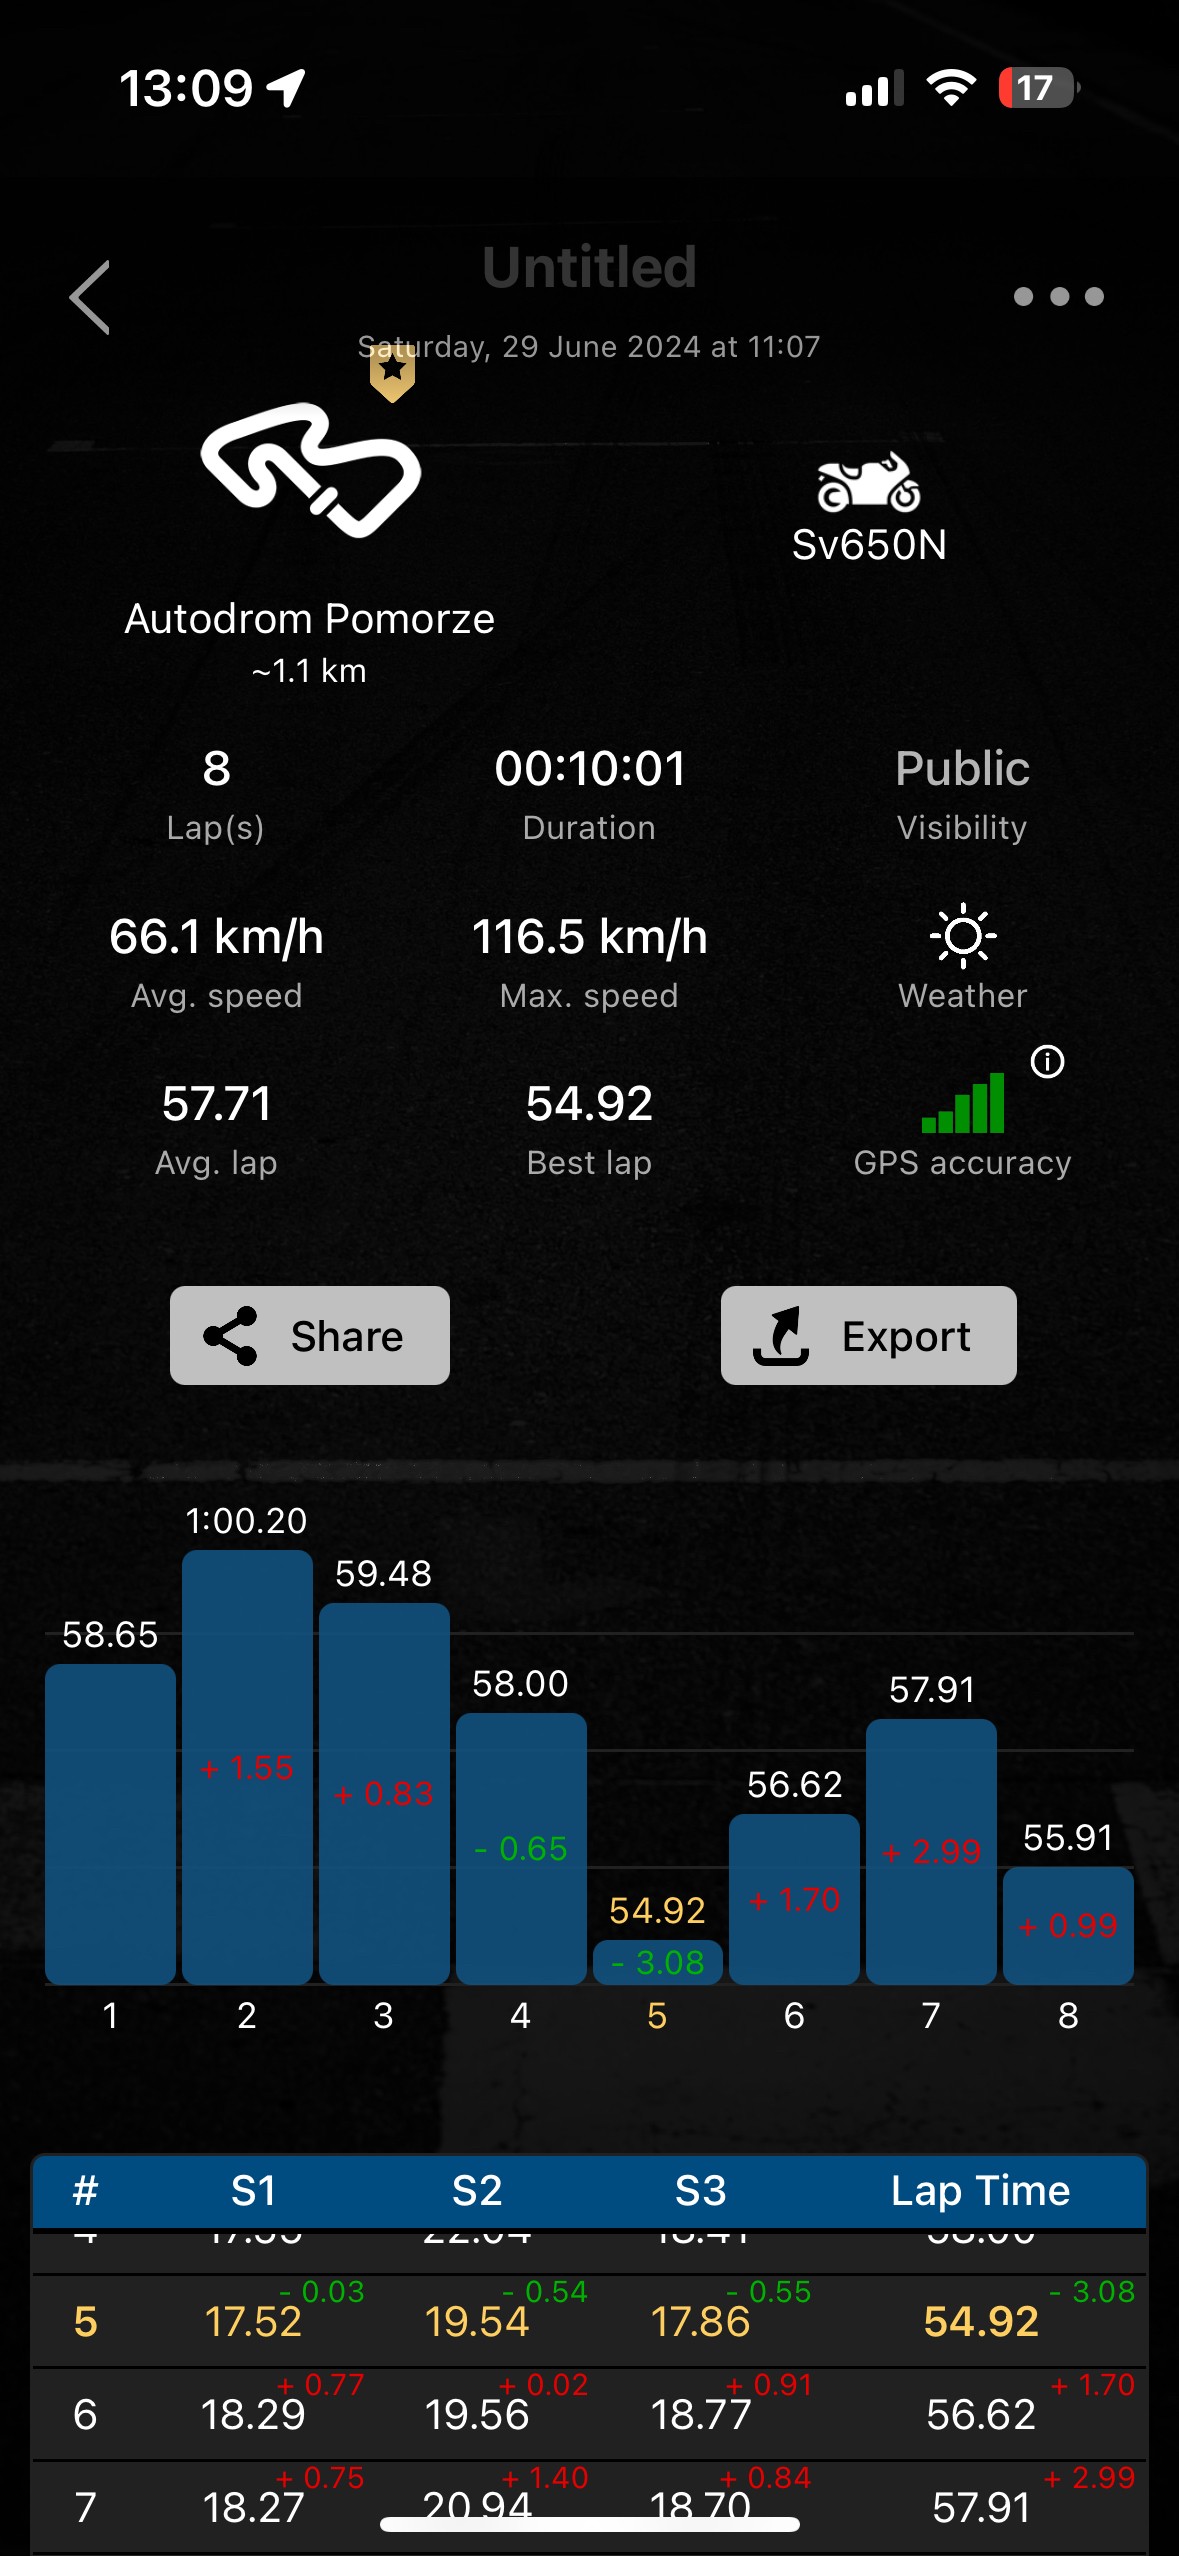 13:09
17
Untitled
Saturday, 29 June 2024 at 11:07
Sv650N
Autodrom Pomorze
~1.1 km
8 00:10:01 Public
Lap(s) Duration Visibility
66.1 km/h 116.5 km/h
Avg. speed Max. speed Weather
57.71 54.92
Avg. lap Best lap GPS accuracy
Share Export
1:00.20
59.48
58.65
58.00
57.91
+ 1.55
+ 0.83
56.62
55.91
- 0.65
+ 2.99
+ 1.70
54.92
+ 0.99
- 3.08
1 2 3 4 5 6 7 8
# S1 S2 S3 Lap Time
- 0.03 - 0.54 - 0.55 - 3.08
5 17.52 19.54 17.86 54.92
+ 0.77 + 0.02 + 0.91 + 1.70
6 18.29 19.56 18.77 56.62
+ 0.75 + 1.40 + 0.84 + 2.99
7 18.27 20.94 18.70 57.91